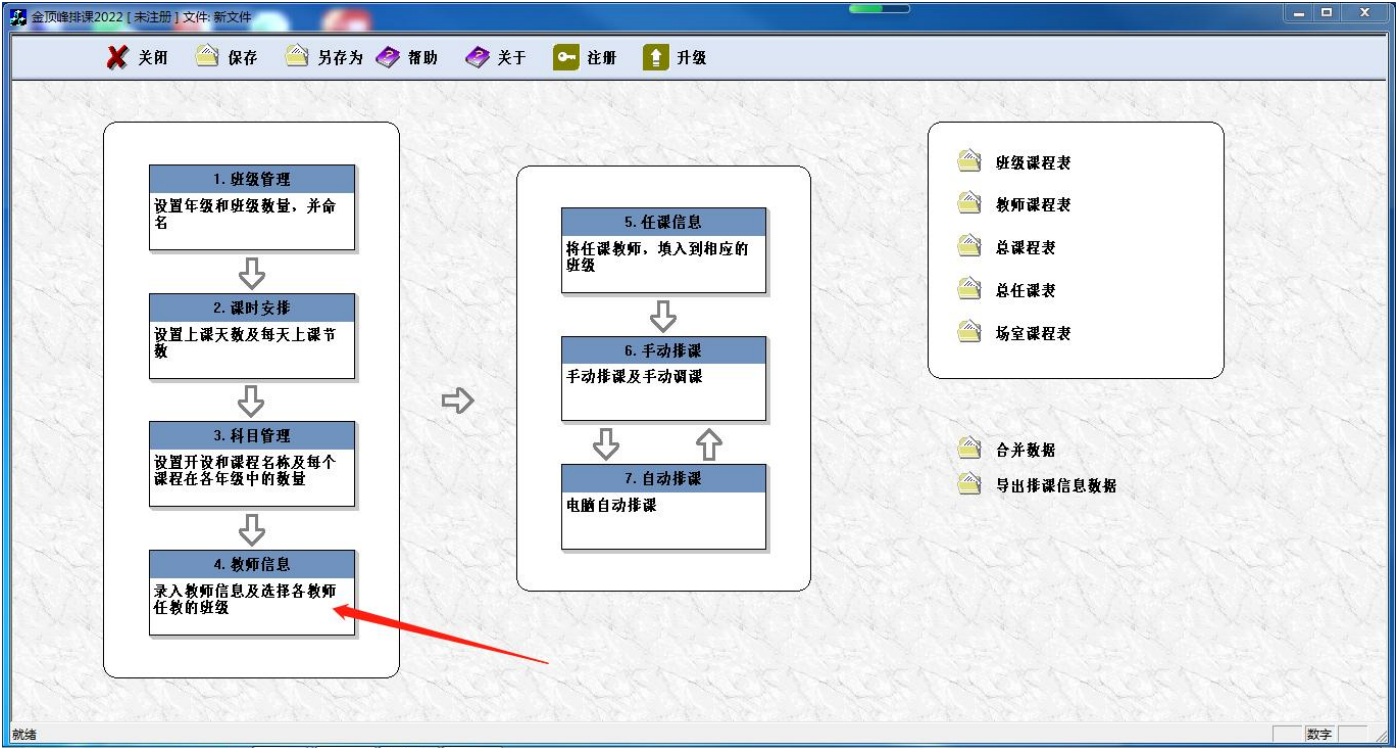 金顶峰排课2022 [ 未注册 ] 文件: 新文件
关闭 保存 另存为 帮助 关于 注册 升级
1. 班级管理
设置年级和班级数量，并命
名
2. 课时安排
设置上课天数及每天上课节
数
3. 科目管理
设置开设和课程名称及每个
课程在各年级中的数量
4. 教师信息
录入教师信息及选择各教师
任教的班级
5. 任课信息
将任课教师，填入到相应的
班级
6. 手动排课
手动排课及手动调课
7. 自动排课
电脑自动排课
班级课程表
教师课程表
总课程表
总任课表
场室课程表
合并数据
导出排课信息数据
就绪
数字